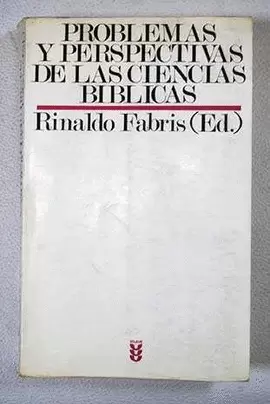 PROBLEMAS
Y PERSPECTIVAS
DE LAS CIENCIAS
BIBLICAS
Rinaldo Fabris (Ed.)